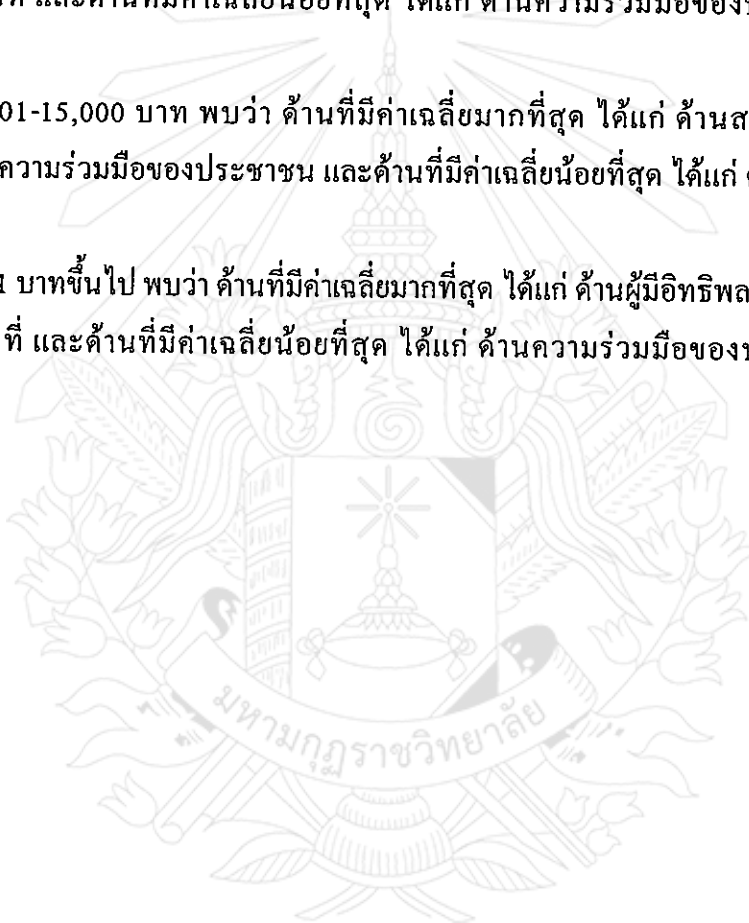 และด้านที่มีค่าเฉลี่ยน้อยที่สุด ได้แก่ ด้านความร่วมมือของ
01-15,000 บาท พบว่า ด้านที่มีค่าเฉลี่ยมากที่สุด ได้แก่ ด้าน
ความร่วมมือของประชาชน และด้านที่มีค่าเฉลี่ยน้อยที่สุด ได้แก่
บาทขึ้นไป พบว่า ด้านที่มีค่าเฉลี่ยมากที่สุด ได้แก่ ด้านผู้มีอิทธิพล
ที่ และด้านที่มีค่าเฉลี่ยน้อยที่สุด ได้แก่ ด้านความร่วมมือของ
มหามกุฏราชวิทยาลัย